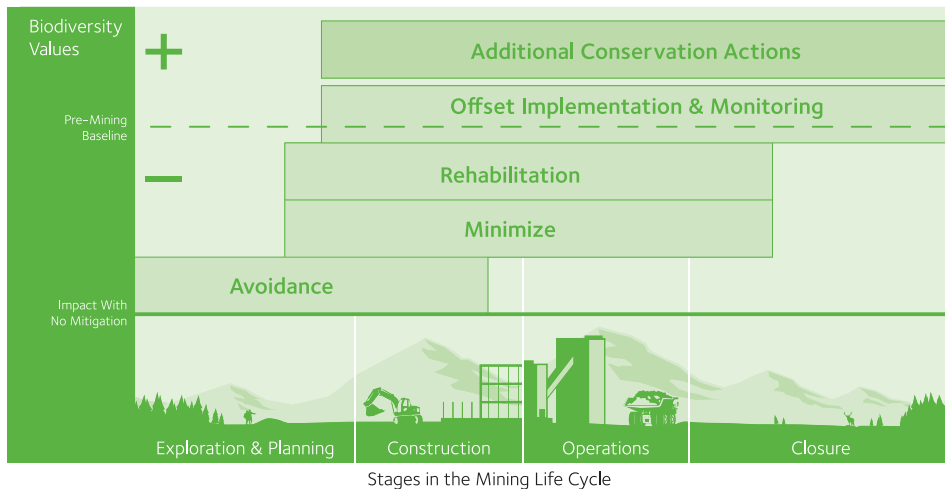 Biodiversity
Values
+
Additional Conservation Actions
Offset Implementation & Monitoring
Pre–Mining
Baseline
–
Rehabilitation
Minimize
Avoidance
Impact With
No Mitigation
Exploration & Planning
Construction
Operations
Closure
Stages in the Mining Life Cycle